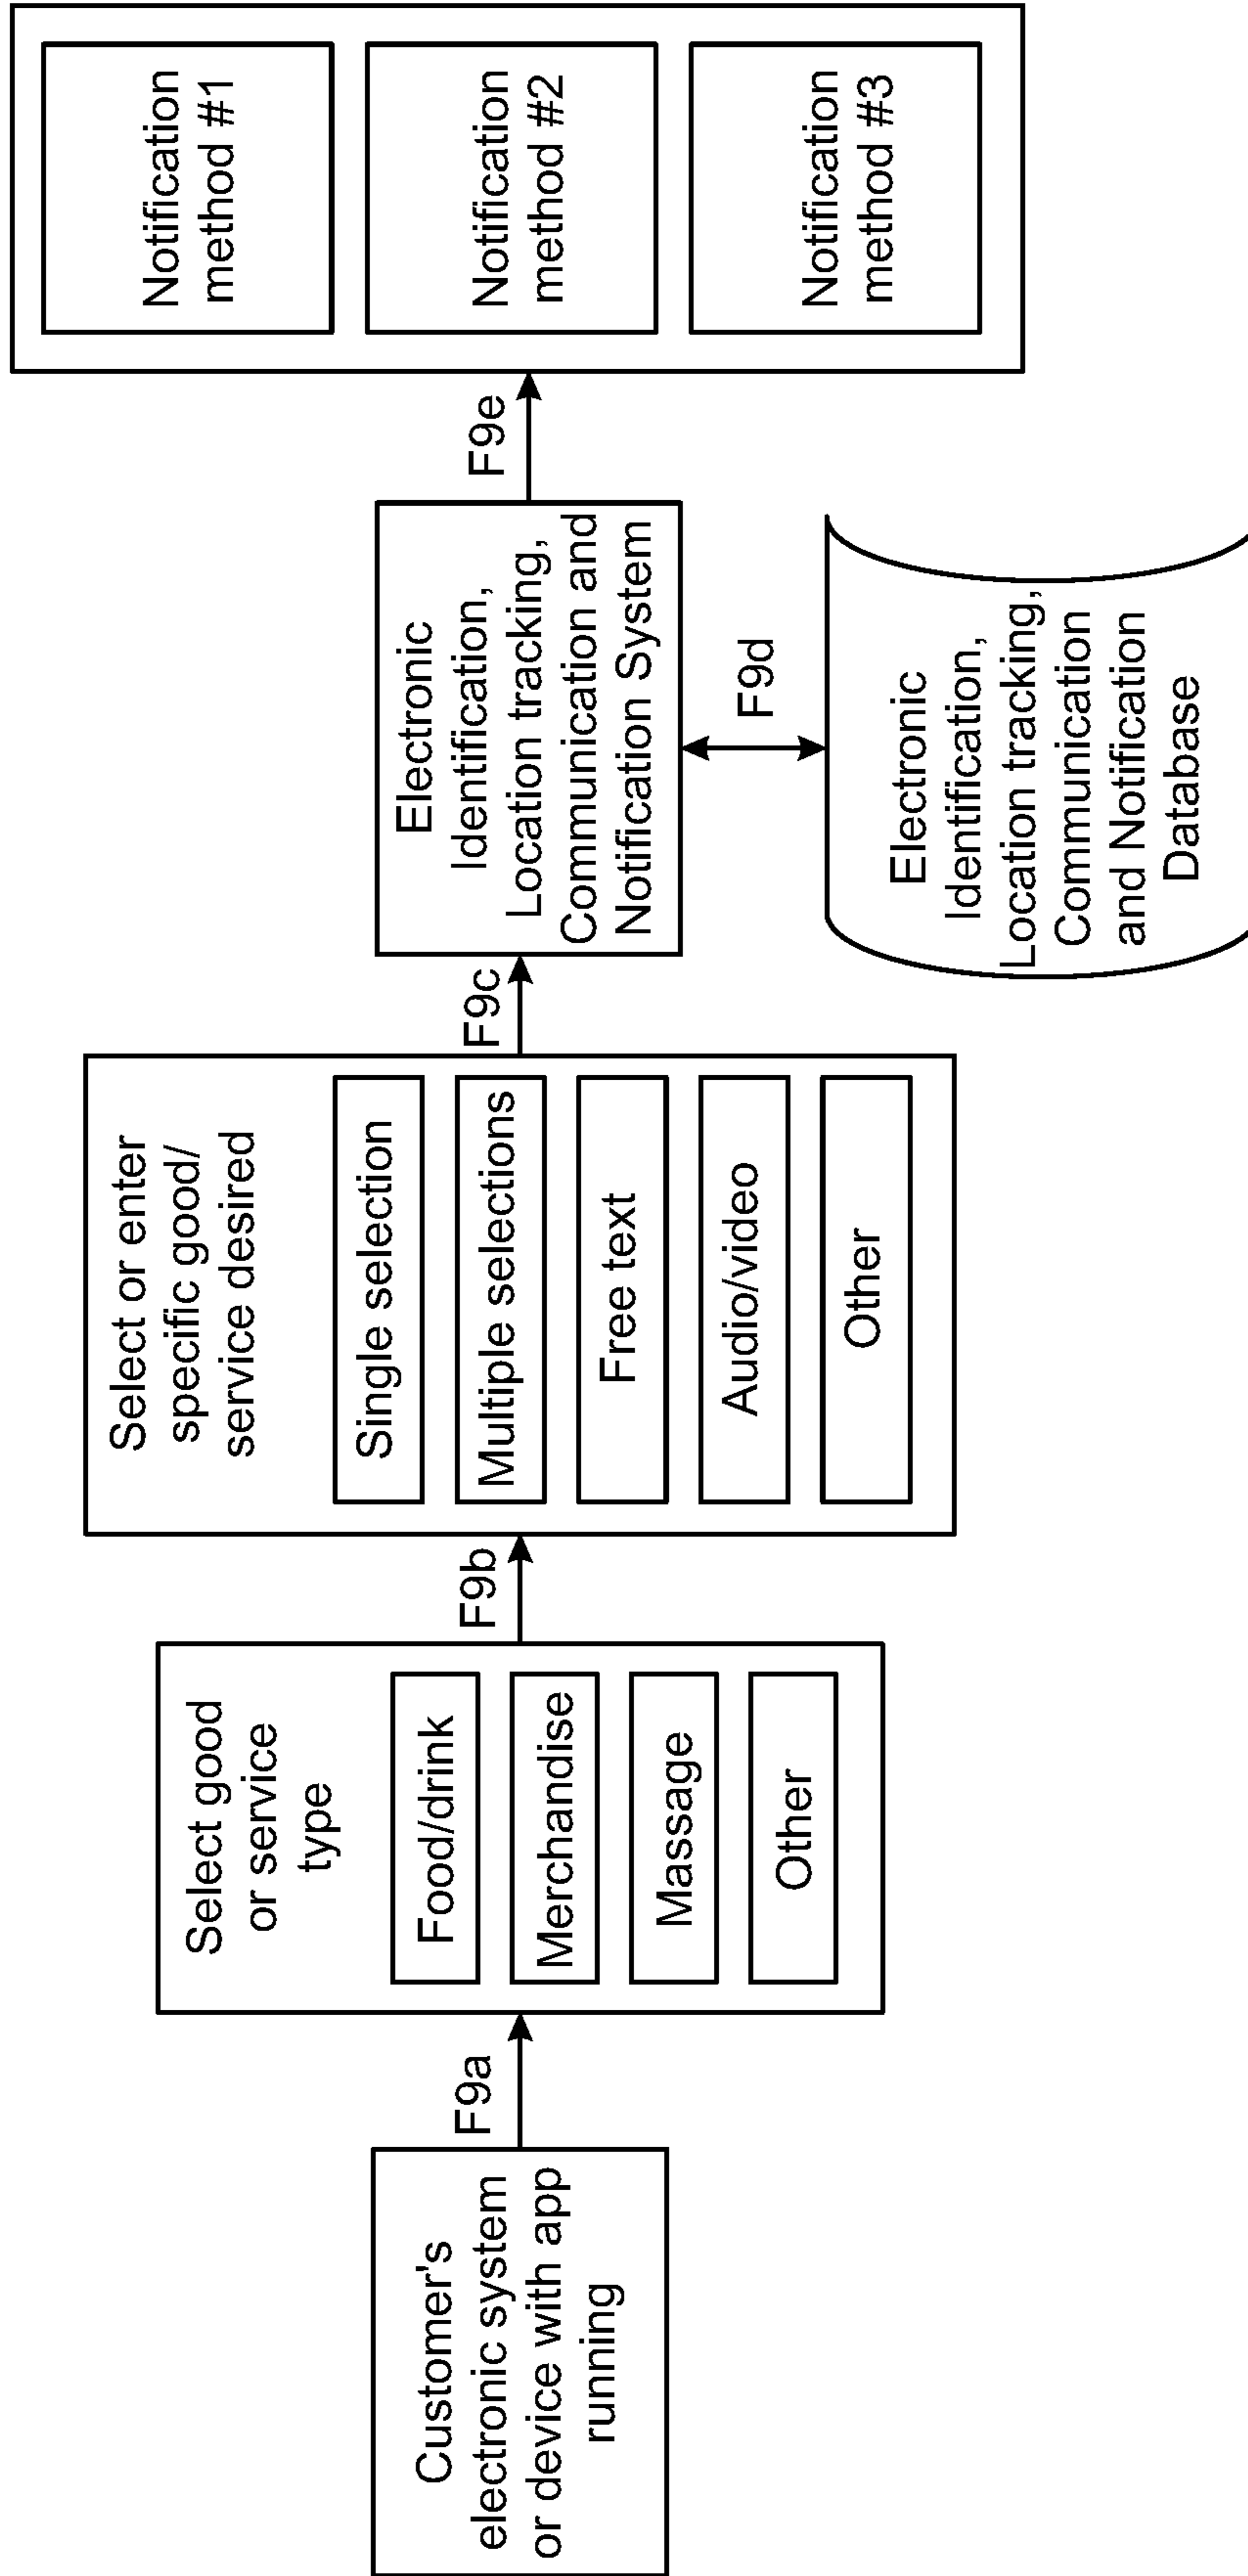 Customer's
electronic system
or device with app
running
F9a
Select good
or service
type
Food/drink
Merchandise
Massage
Other
F9b
Select or enter
specific good/
service desired
Single selection
Multiple selections
Free text
Audio/video
Other
F9c
Electronic
Identification,
Location tracking,
Communication and
Notification System
F9d
Electronic
Identification,
Location tracking,
Communication
and Notification
Database
F9e
Notification
method #1
Notification
method #2
Notification
method #3